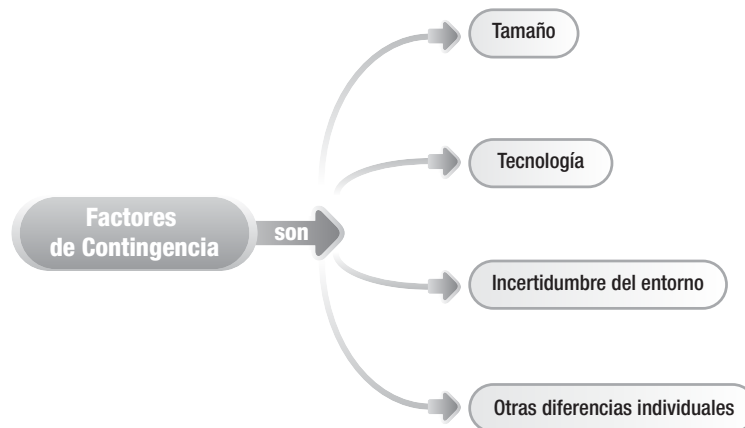 Factores
de Contingencia
son
Tamaño
Tecnología
Incertidumbre del entorno
Otras diferencias individuales